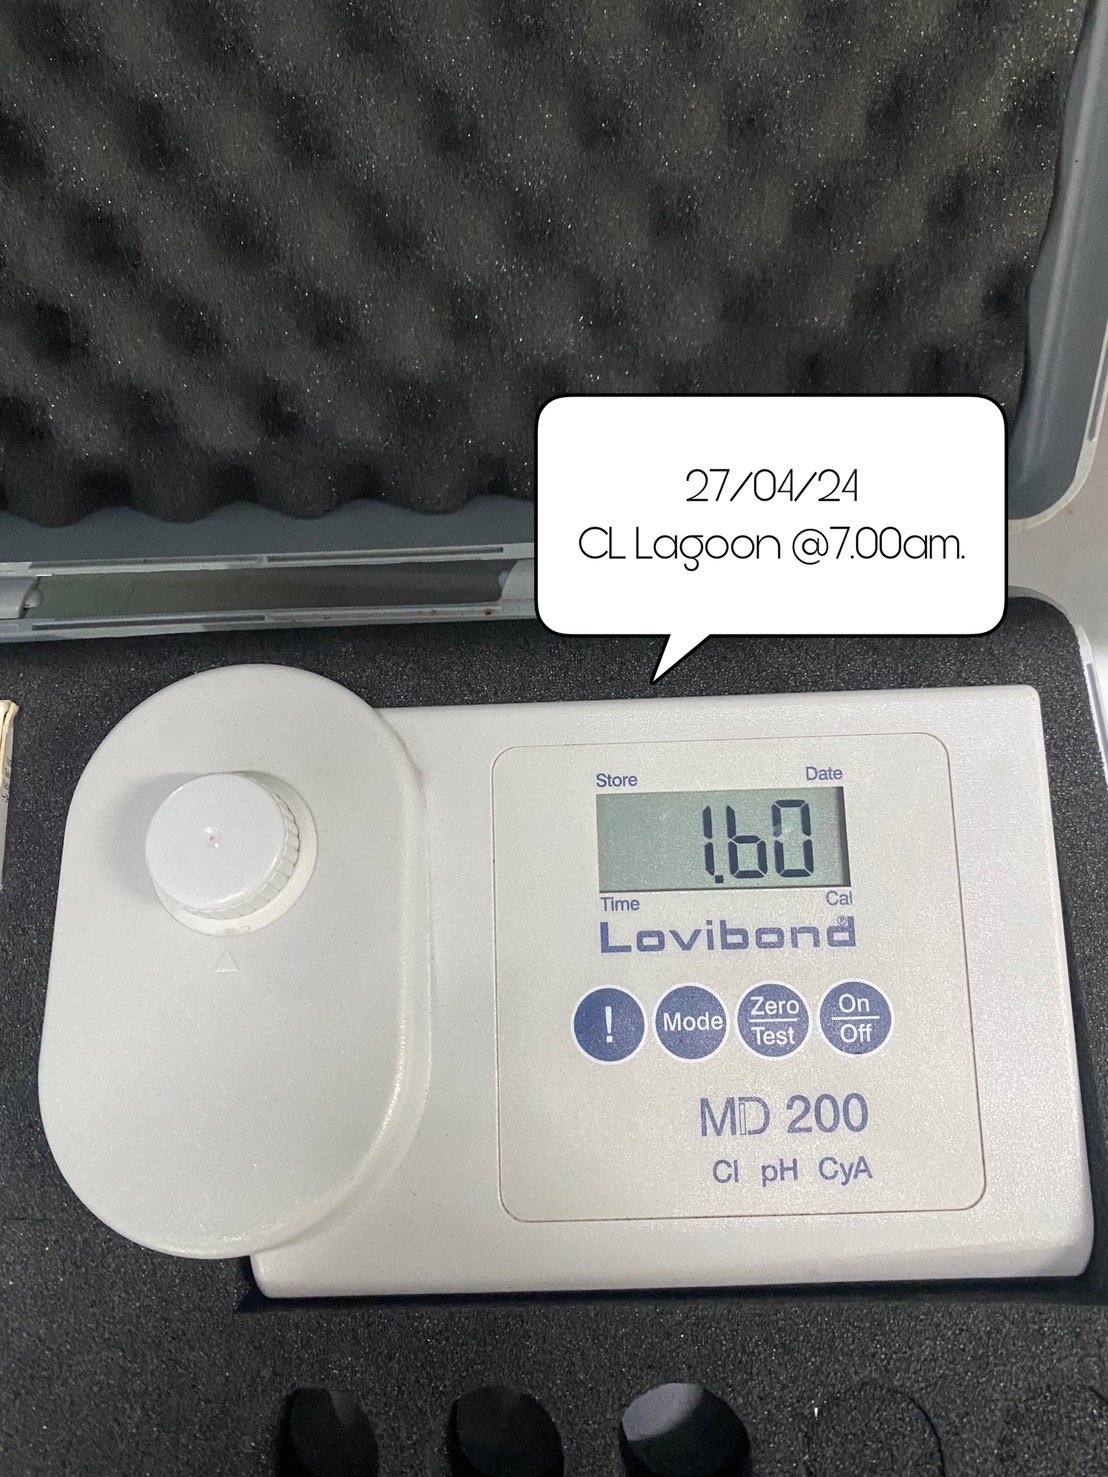 27/04/24
CL Lagoon @7.00am.
Store Date
1.60
Time Cal
Lovibond®
! Mode Zero Test On Off
MD 200
Cl pH CyA